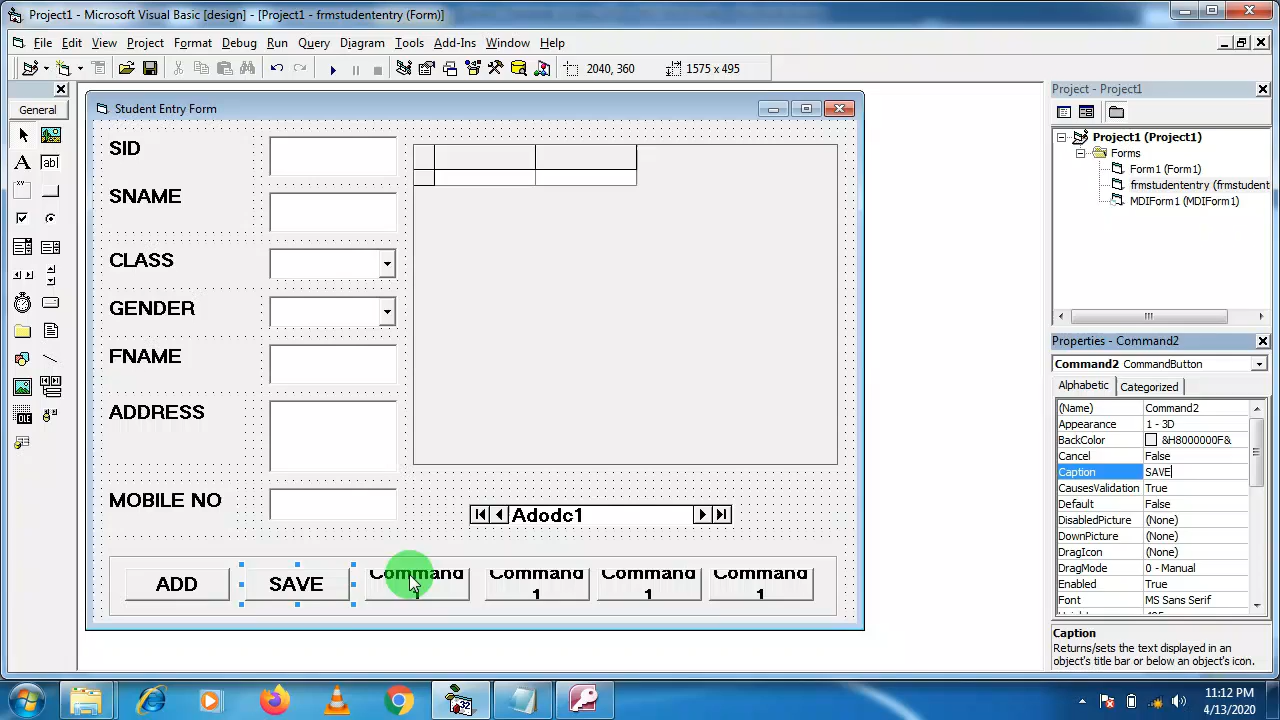 Project1 - Microsoft Visual Basic [design] - [Project1 - frmstudententry (Form)]
File Edit View Project Format Debug Run Query Diagram Tools Add-Ins Window Help
2040, 360 1575 x 495
General
Student Entry Form
SID
SNAME
CLASS
GENDER
FNAME
ADDRESS
MOBILE NO
Adodc1
ADD SAVE Command 1 Command 1 Command 1 Command 1
Project - Project1
Project1 (Project1)
Forms
Form1 (Form1)
frmstudententry (frmstudent
MDIForm1 (MDIForm1)
Properties - Command2
Command2 CommandButton
Alphabetic Categorized
(Name) Command2
Appearance 1 - 3D
BackColor &H8000000F&
Cancel False
Caption SAVE
CausesValidation True
Default False
DisabledPicture (None)
DownPicture (None)
DragIcon (None)
DragMode 0 - Manual
Enabled True
Font MS Sans Serif
Caption
Returns/sets the text displayed in an object's title bar or below an object's icon.
11:12 PM
4/13/2020